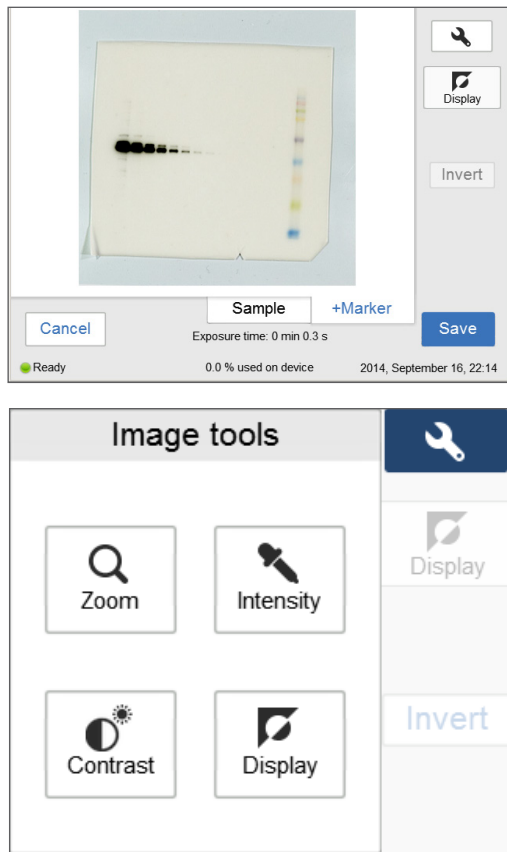 Display
Invert
Sample
+Marker
Cancel
Exposure time: 0 min 0.3 s
Save
Ready
0.0 % used on device
2014, September 16, 22:14
Image tools
Zoom
Intensity
Display
Contrast
Display
Invert